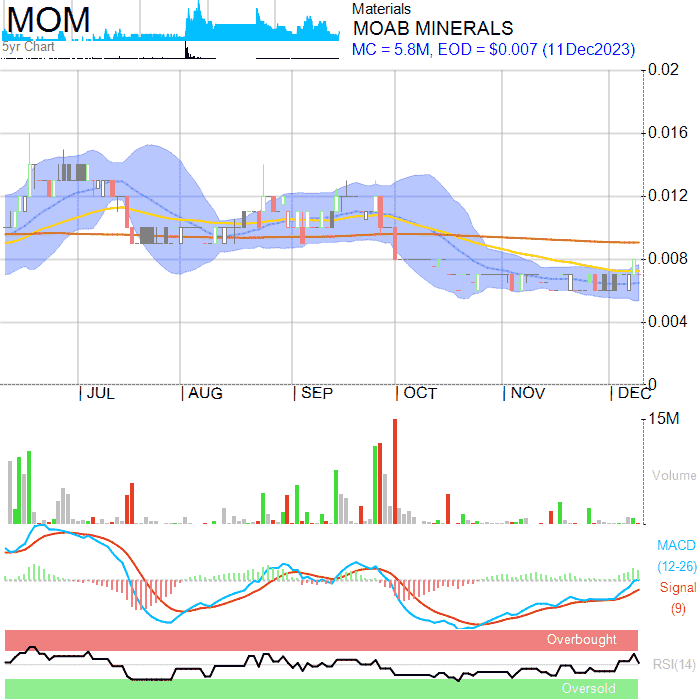 MOM
5yr Chart
Materials
MOAB MINERALS
MC = 5.8M, EOD = $0.007 (11Dec2023)
0.02
0.016
0.012
0.008
0.004
0
| JUL | AUG | SEP | OCT | NOV | DEC
15M
Volume
MACD
(12-26)
Signal
(9)
Overbought
RSI(14)
Oversold